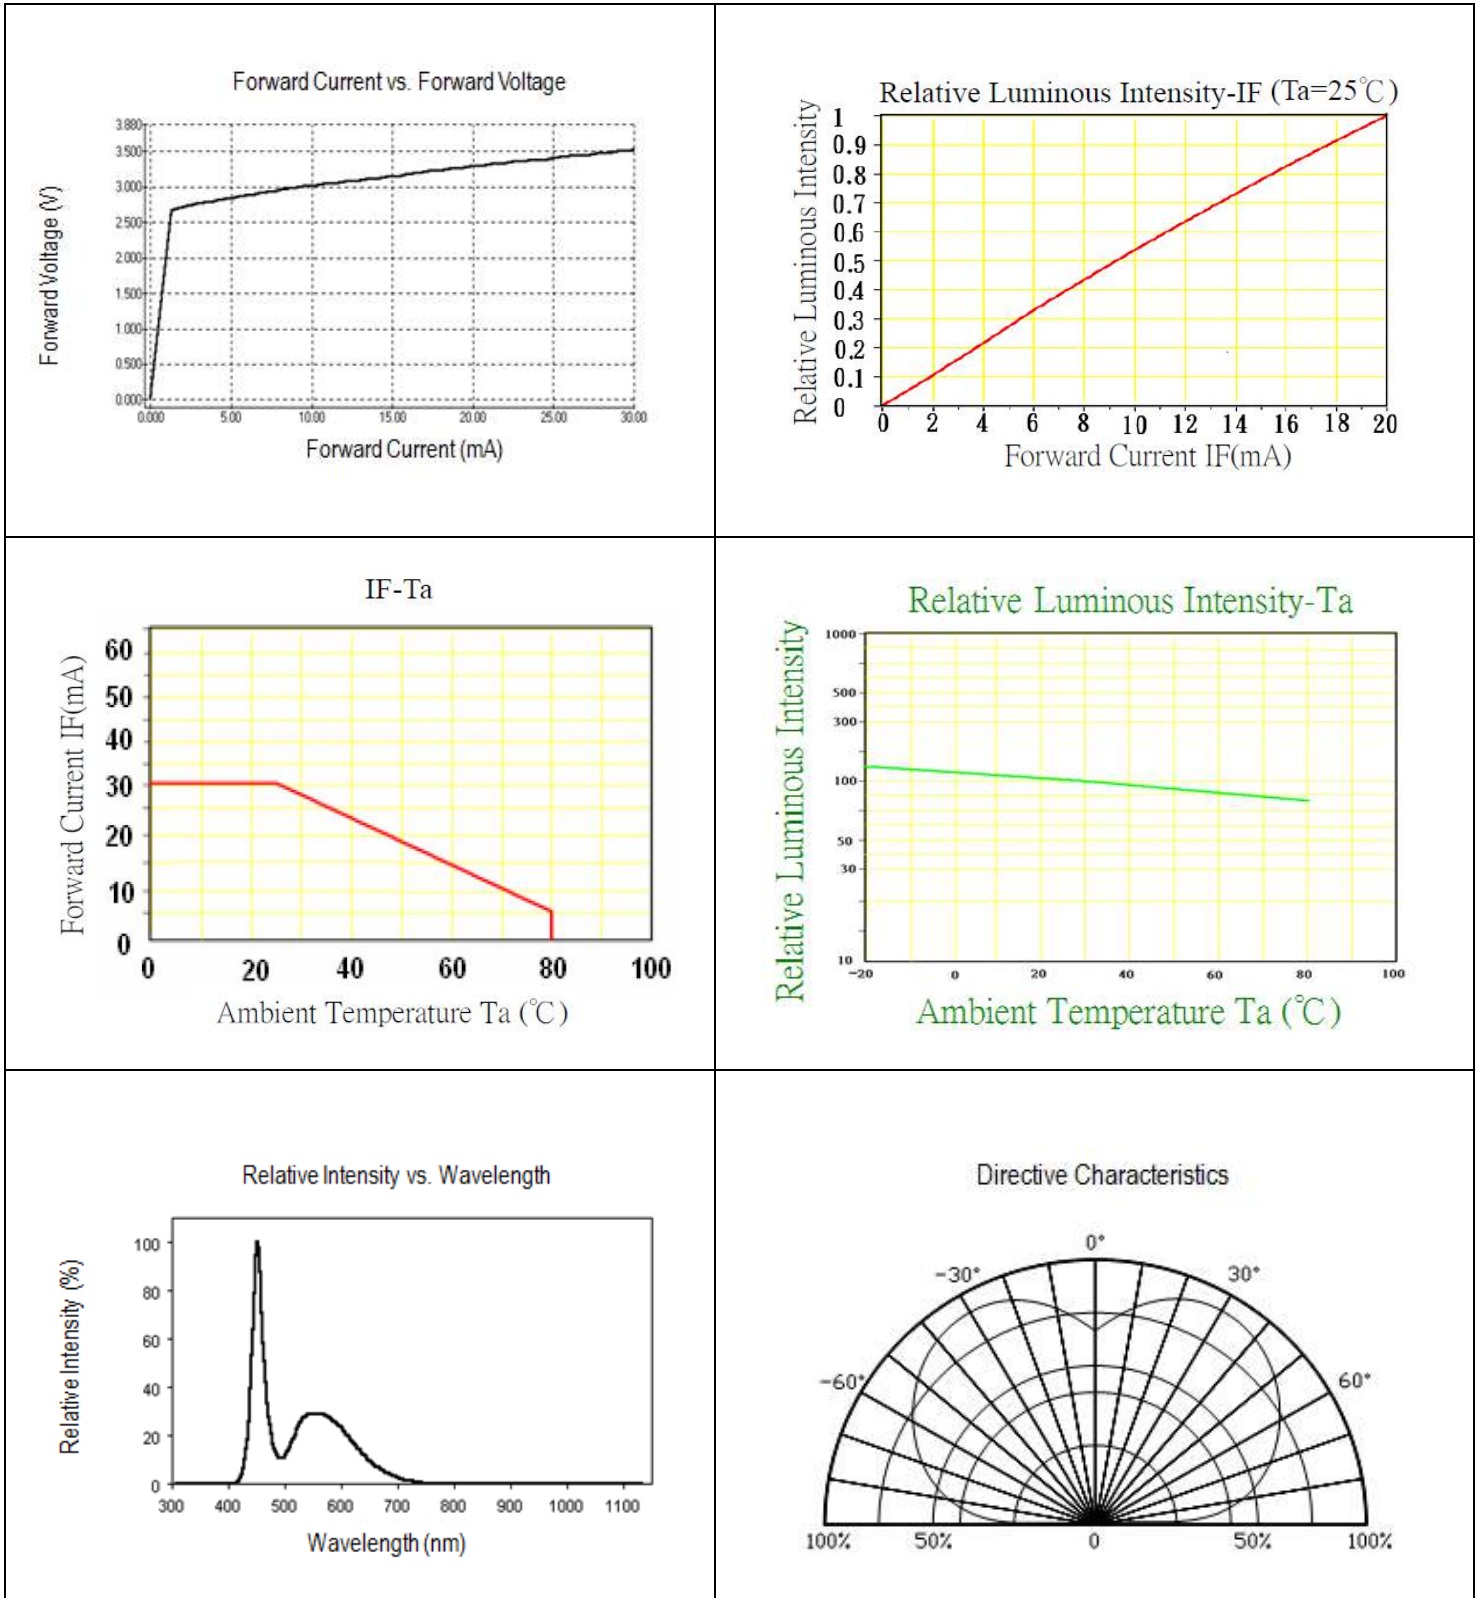 Forward Current vs. Forward Voltage
Forward Voltage (V)
3.880
3.500
3.000
2.500
2.000
1.500
1.000
0.500
0.000
0.000 5.00 10.00 15.00 20.00 25.00 30.00
Forward Current (mA)
Relative Luminous Intensity-IF (Ta=25℃)
Relative Luminous Intensity
1
0.9
0.8
0.7
0.6
0.5
0.4
0.3
0.2
0.1
0
0 2 4 6 8 10 12 14 16 18 20
Forward Current IF(mA)
IF-Ta
Forward Current IF(mA)
60
50
40
30
20
10
0
0 20 40 60 80 100
Ambient Temperature Ta (℃)
Relative Luminous Intensity-Ta
Relative Luminous Intensity
1000
500
300
100
50
30
10
-20 0 20 40 60 80 100
Ambient Temperature Ta (℃)
Relative Intensity vs. Wavelength
Relative Intensity (%)
100
80
60
40
20
0
300 400 500 600 700 800 900 1000 1100
Wavelength (nm)
Directive Characteristics
0°
-30° 30°
-60° 60°
100% 50% 0 50% 100%